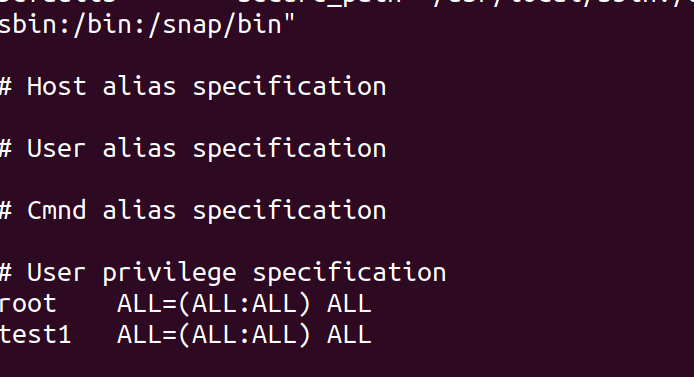 sbin:/bin:/snap/bin"
# Host alias specification
# User alias specification
# Cmnd alias specification
# User privilege specification
root ALL=(ALL:ALL) ALL
test1 ALL=(ALL:ALL) ALL